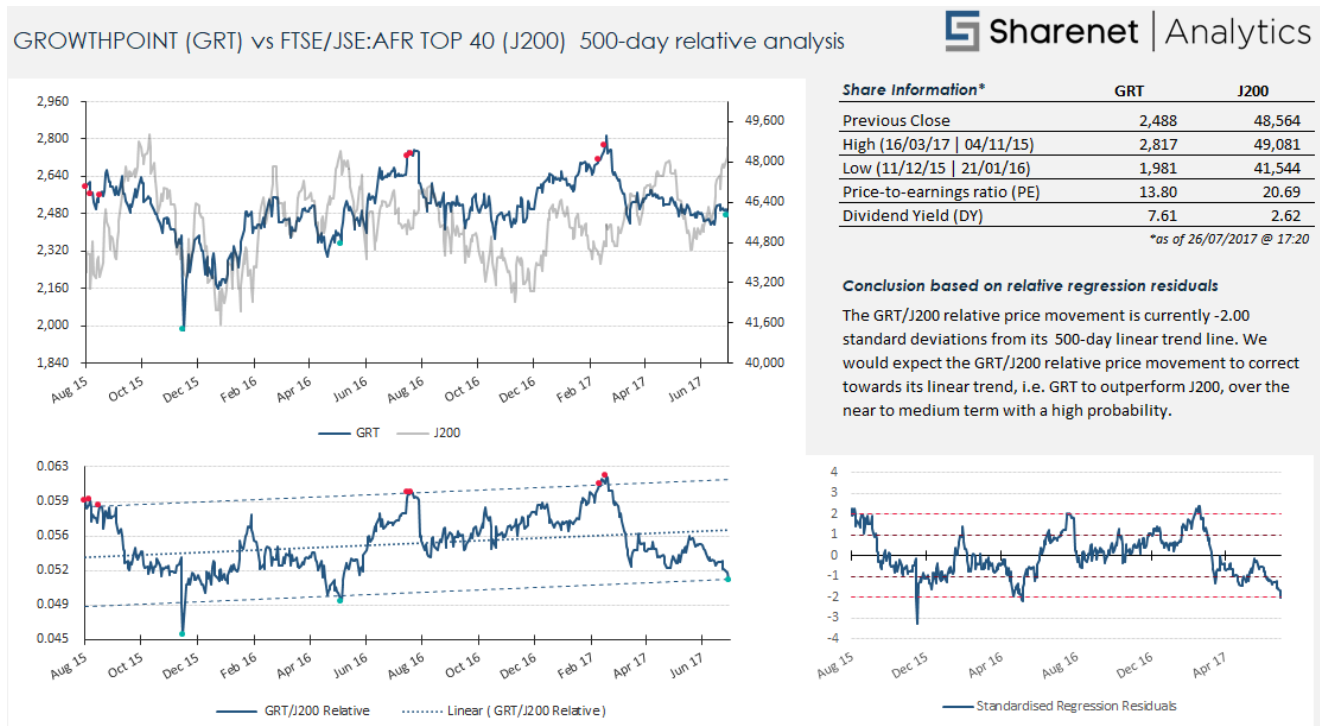 GROWTHPOINT (GRT) vs FTSE/JSE:AFR TOP 40 (J200) 500-day relative analysis
Sharenet | Analytics
2,960
2,800
2,640
2,480
2,320
2,160
2,000
1,840
49,600
48,000
46,400
44,800
43,200
41,600
40,000
Aug 15
Oct 15
Dec 15
Feb 16
Apr 16
Jun 16
Aug 16
Oct 16
Dec 16
Feb 17
Apr 17
Jun 17
GRT J200
Share Information* GRT J200
Previous Close 2,488 48,564
High (16/03/17 | 04/11/15) 2,817 49,081
Low (11/12/15 | 21/01/16) 1,981 41,544
Price-to-earnings ratio (PE) 13.80 20.69
Dividend Yield (DY) 7.61 2.62
*as of 26/07/2017 @ 17:20
Conclusion based on relative regression residuals
The GRT/J200 relative price movement is currently -2.00
standard deviations from its 500-day linear trend line. We
would expect the GRT/J200 relative price movement to correct
towards its linear trend, i.e. GRT to outperform J200, over the
near to medium term with a high probability.
0.063
0.059
0.056
0.052
0.049
0.045
Aug 15
Oct 15
Dec 15
Feb 16
Apr 16
Jun 16
Aug 16
Oct 16
Dec 16
Feb 17
Apr 17
Jun 17
GRT/J200 Relative Linear ( GRT/J200 Relative )
4
3
2
1
0
-1
-2
-3
-4
Aug 15
Dec 15
Apr 16
Aug 16
Dec 16
Apr 17
Standardised Regression Residuals